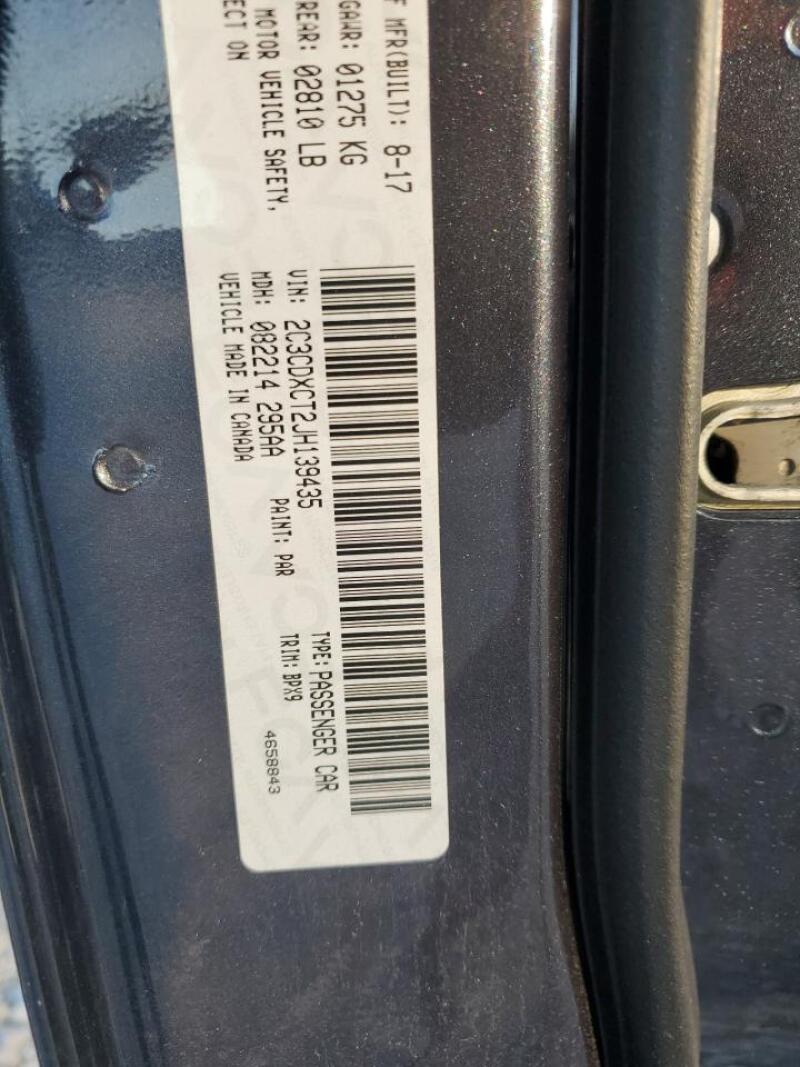 F MFR(BUILT): 8-17
GAWR: 01275 KG
REAR: 02810 LB
MOTOR VEHICLE SAFETY,
ECT ON
VIN: 2C3CDXCT2JH139435
TYPE: PASSENGER CAR
MDH: 082214 295AA
PAINT: PAR
TRIM: BPX9
VEHICLE MADE IN CANADA
4658843